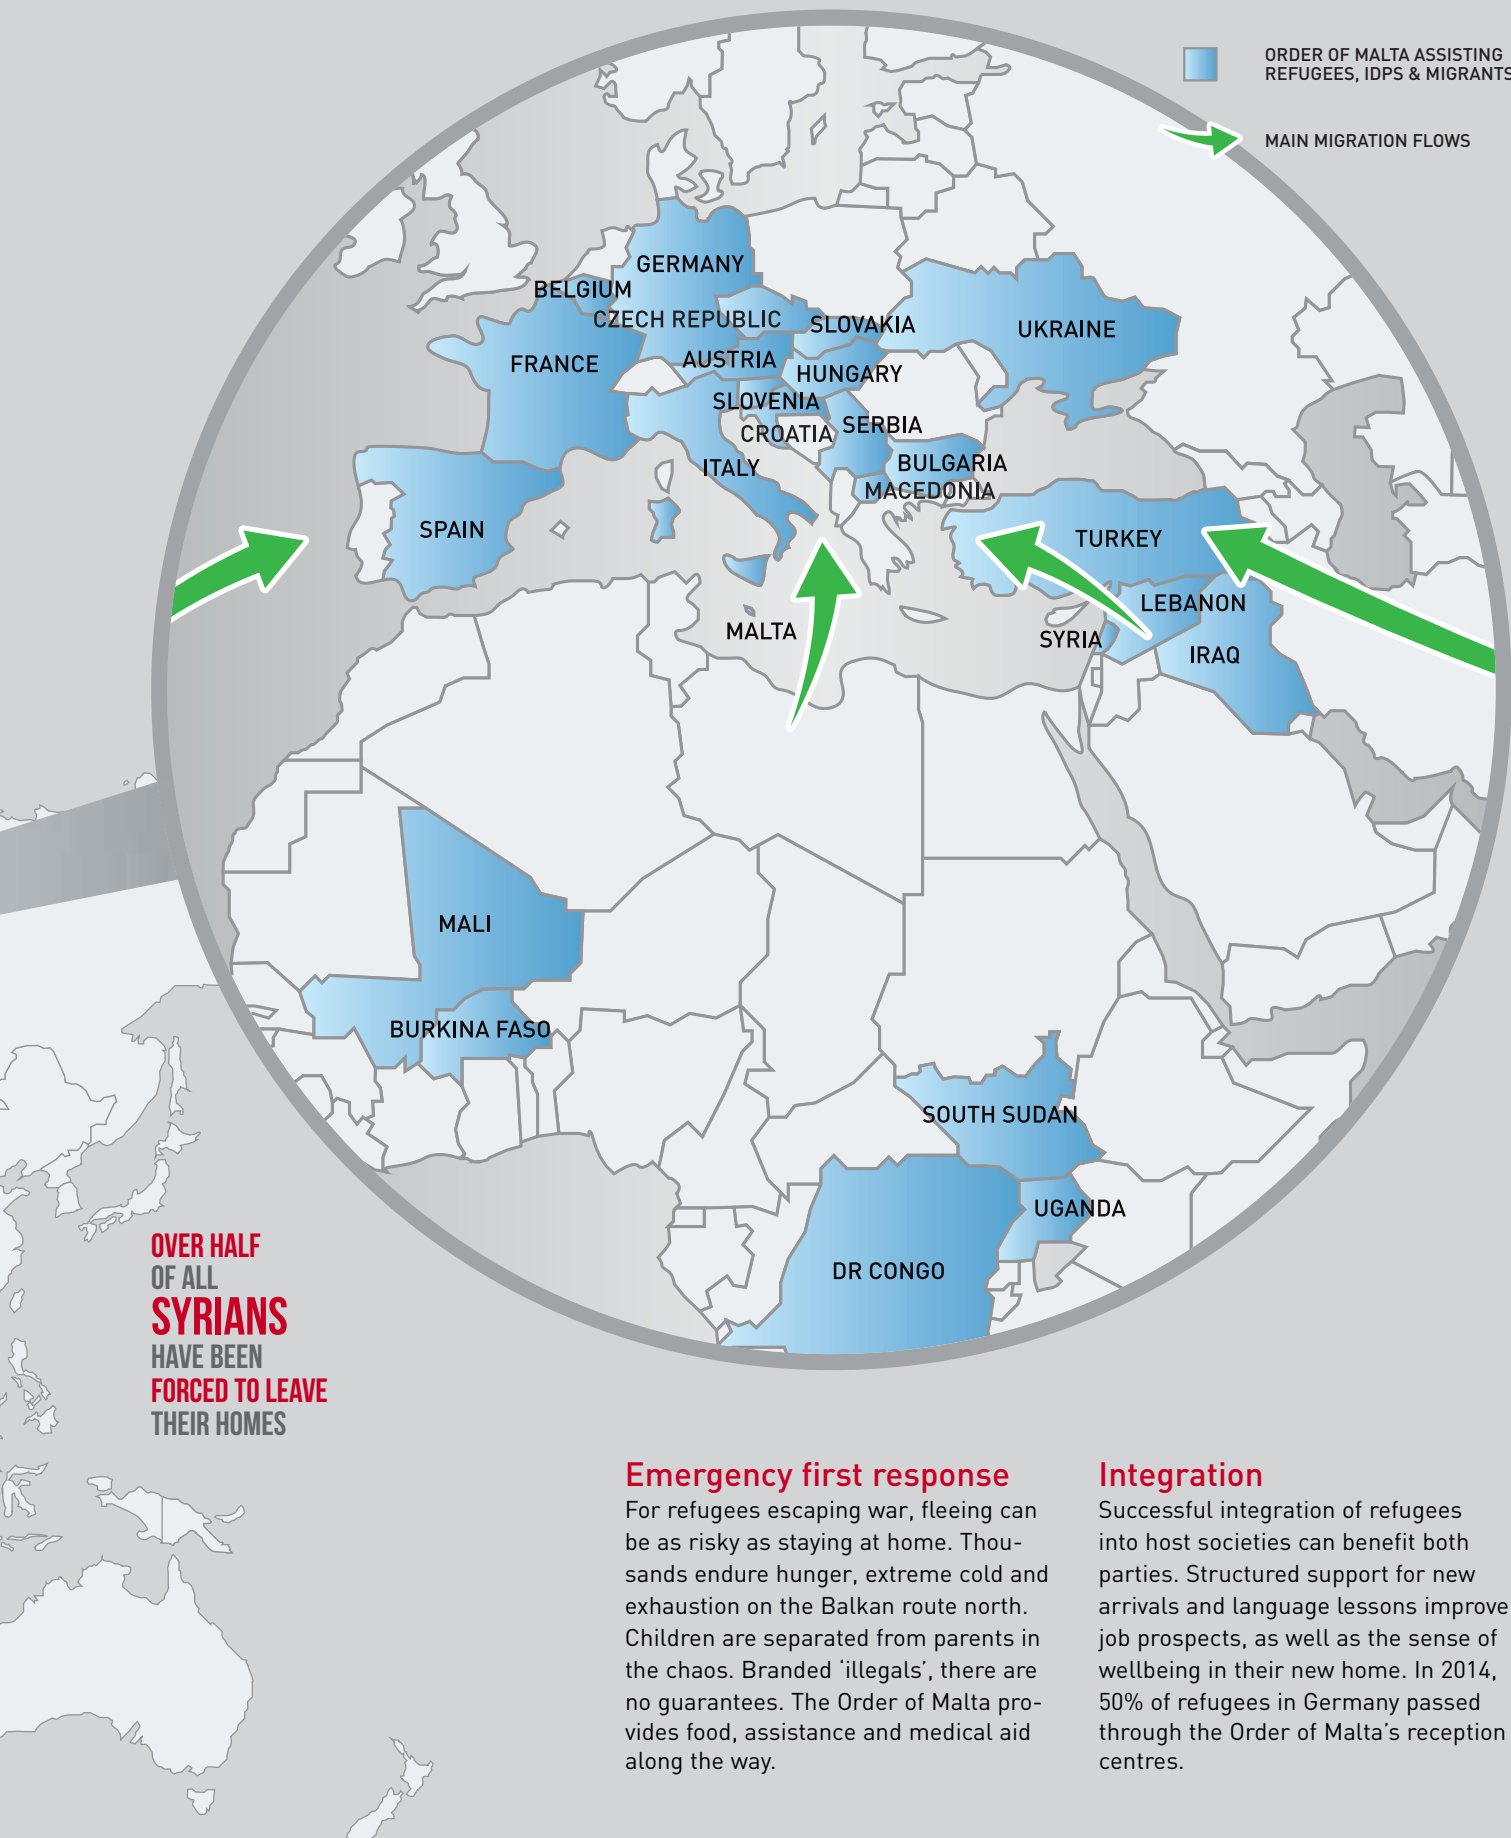 ORDER OF MALTA ASSISTING
REFUGEES, IDPS & MIGRANTS
MAIN MIGRATION FLOWS
GERMANY
BELGIUM
CZECH REPUBLIC
SLOVAKIA
UKRAINE
FRANCE
AUSTRIA
HUNGARY
SLOVENIA
CROATIA
SERBIA
ITALY
BULGARIA
MACEDONIA
SPAIN
TURKEY
LEBANON
MALTA
SYRIA
IRAQ
MALI
BURKINA FASO
SOUTH SUDAN
UGANDA
DR CONGO
OVER HALF
OF ALL
SYRIANS
HAVE BEEN
FORCED TO LEAVE
THEIR HOMES
Emergency first response
For refugees escaping war, fleeing can
be as risky as staying at home. Thou-
sands endure hunger, extreme cold and
exhaustion on the Balkan route north.
Children are separated from parents in
the chaos. Branded ‘illegals’, there are
no guarantees. The Order of Malta pro-
vides food, assistance and medical aid
along the way.
Integration
Successful integration of refugees
into host societies can benefit both
parties. Structured support for new
arrivals and language lessons improve
job prospects, as well as the sense of
wellbeing in their new home. In 2014,
50% of refugees in Germany passed
through the Order of Malta’s reception
centres.